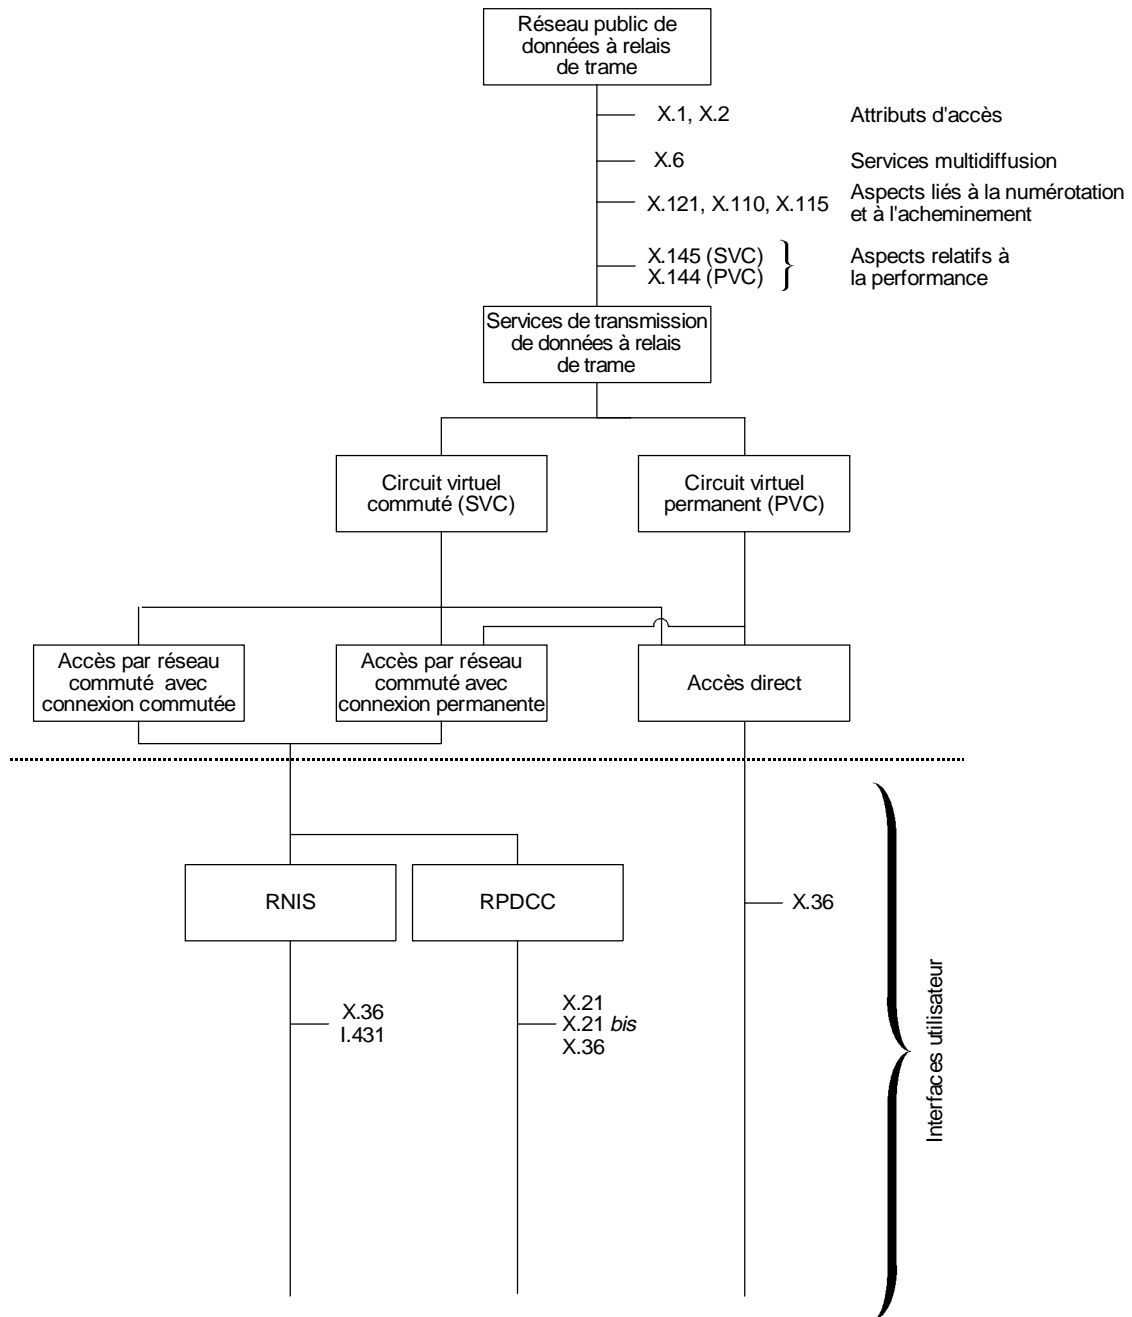 Réseau public de
données à relais
de trame
X.1, X.2
Attributs d'accès
X.6
Services multidiffusion
X.121, X.110, X.115
Aspects liés à la numérotation
et à l'acheminement
X.145 (SVC)
X.144 (PVC)
Aspects relatifs à
la performance
Services de transmission
de données à relais
de trame
Circuit virtuel
commuté (SVC)
Circuit virtuel
permanent (PVC)
Accès par réseau
commuté avec
connexion commutée
Accès par réseau
commuté avec
connexion permanente
Accès direct
RNIS
RPDCC
X.36
X.36
I.431
X.21
X.21 bis
X.36
Interfaces utilisateur